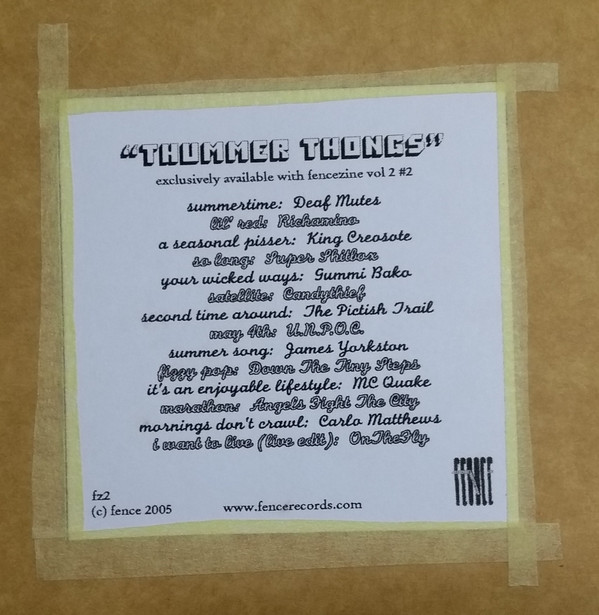 “THUMMER THONGS”
exclusively available with fencezine vol 2 #2
summertime: Deaf Mutes
lil' red: Richamino
a seasonal pisser: King Creosote
so long: Super Shitbox
your wicked ways: Gummi Bako
satellite: Candythief
second time around: The Pictish Trail
may 4th: U.N.P.O.C.
summer song: James Yorkston
fizzy pop: Down The Tiny Steps
it's an enjoyable lifestyle: MC Quake
marathon: Angels Fight The City
mornings don't crawl: Carlo Matthews
i want to live (live edit): OnTheFly
FENCE
fz2
(c) fence 2005
www.fencerecords.com